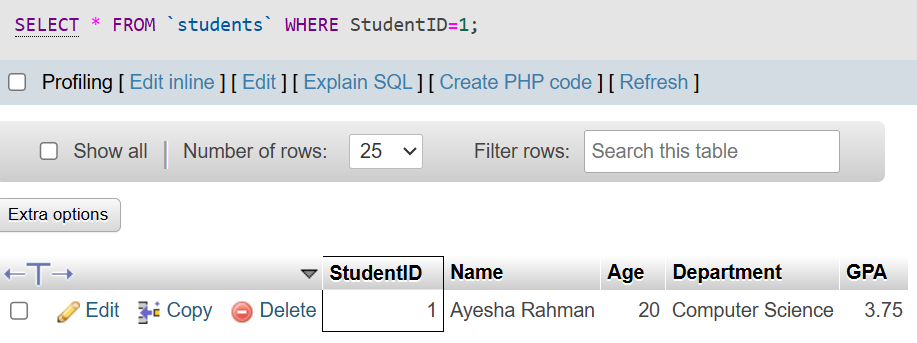 SELECT * FROM `students` WHERE StudentID=1;
Profiling [ Edit inline ] [ Edit ] [ Explain SQL ] [ Create PHP code ] [ Refresh ]
Show all | Number of rows: 25 Filter rows: Search this table
Extra options
←T→ StudentID Name Age Department GPA
Edit Copy Delete 1 Ayesha Rahman 20 Computer Science 3.75